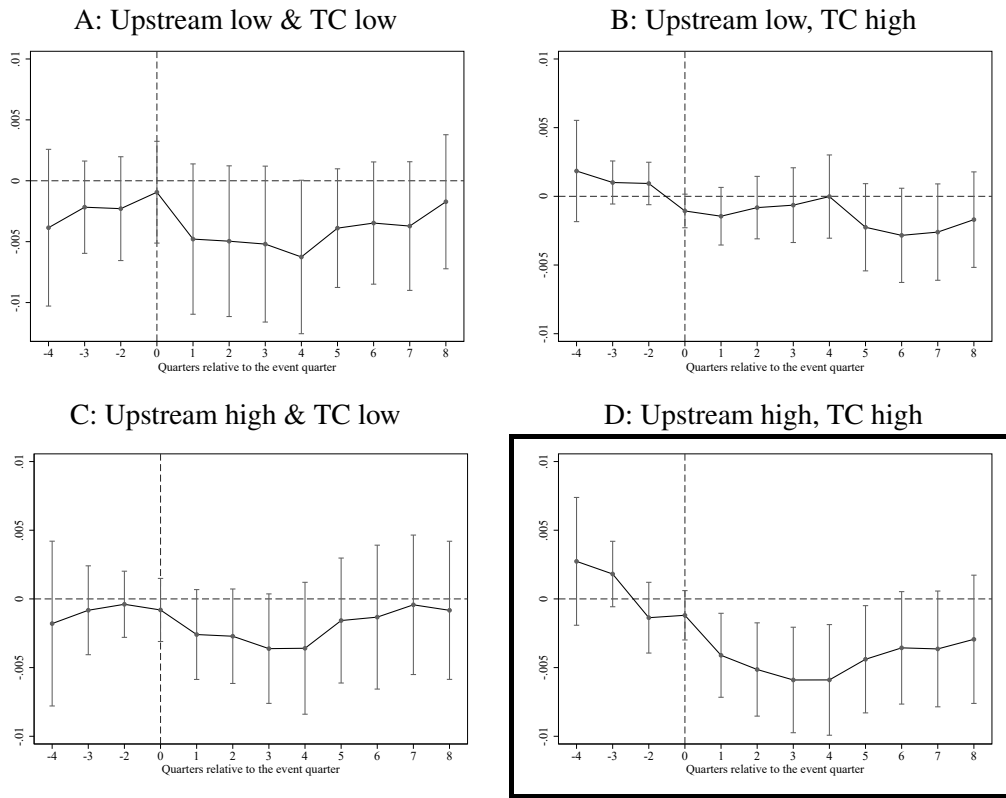 A: Upstream low & TC low
.01
.005
0
-.005
-.01
-4 -3 -2 0 1 2 3 4 5 6 7 8
Quarters relative to the event quarter
B: Upstream low, TC high
.01
.005
0
-.005
-.01
-4 -3 -2 0 1 2 3 4 5 6 7 8
Quarters relative to the event quarter
C: Upstream high & TC low
.01
.005
0
-.005
-.01
-4 -3 -2 0 1 2 3 4 5 6 7 8
Quarters relative to the event quarter
D: Upstream high, TC high
.01
.005
0
-.005
-.01
-4 -3 -2 0 1 2 3 4 5 6 7 8
Quarters relative to the event quarter